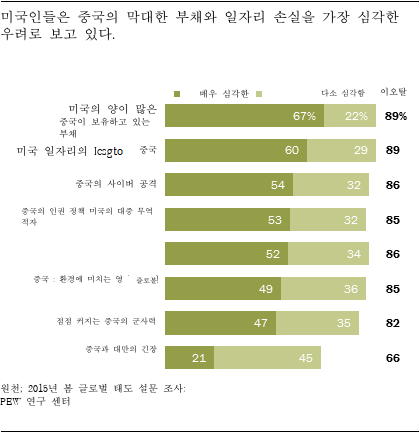 미국인들은 중국의 막대한 부채와 일자리 손실을 가장 심각한
우려로 보고 있다.
매우 심각한 다소 심각함 이오탈
미국의 양이 많은
중국이 보유하고 있는
부채
67% 22% 89%
미국 일자리의 lcsgto 중국
60 29 89
중국의 사이버 공격
54 32 86
중국의 인권 정책 미국의 대중 무역
적자
53 32 85
52 34 86
중국 : 환경에 미치는 영 ' 글로벌
49 36 85
점점 커지는 중국의 군사력
47 35 82
중국과 대만의 긴장
21 45 66
원천; 2015년 봄 글로벌 태도 설문 조사:
PEW 연구 센터